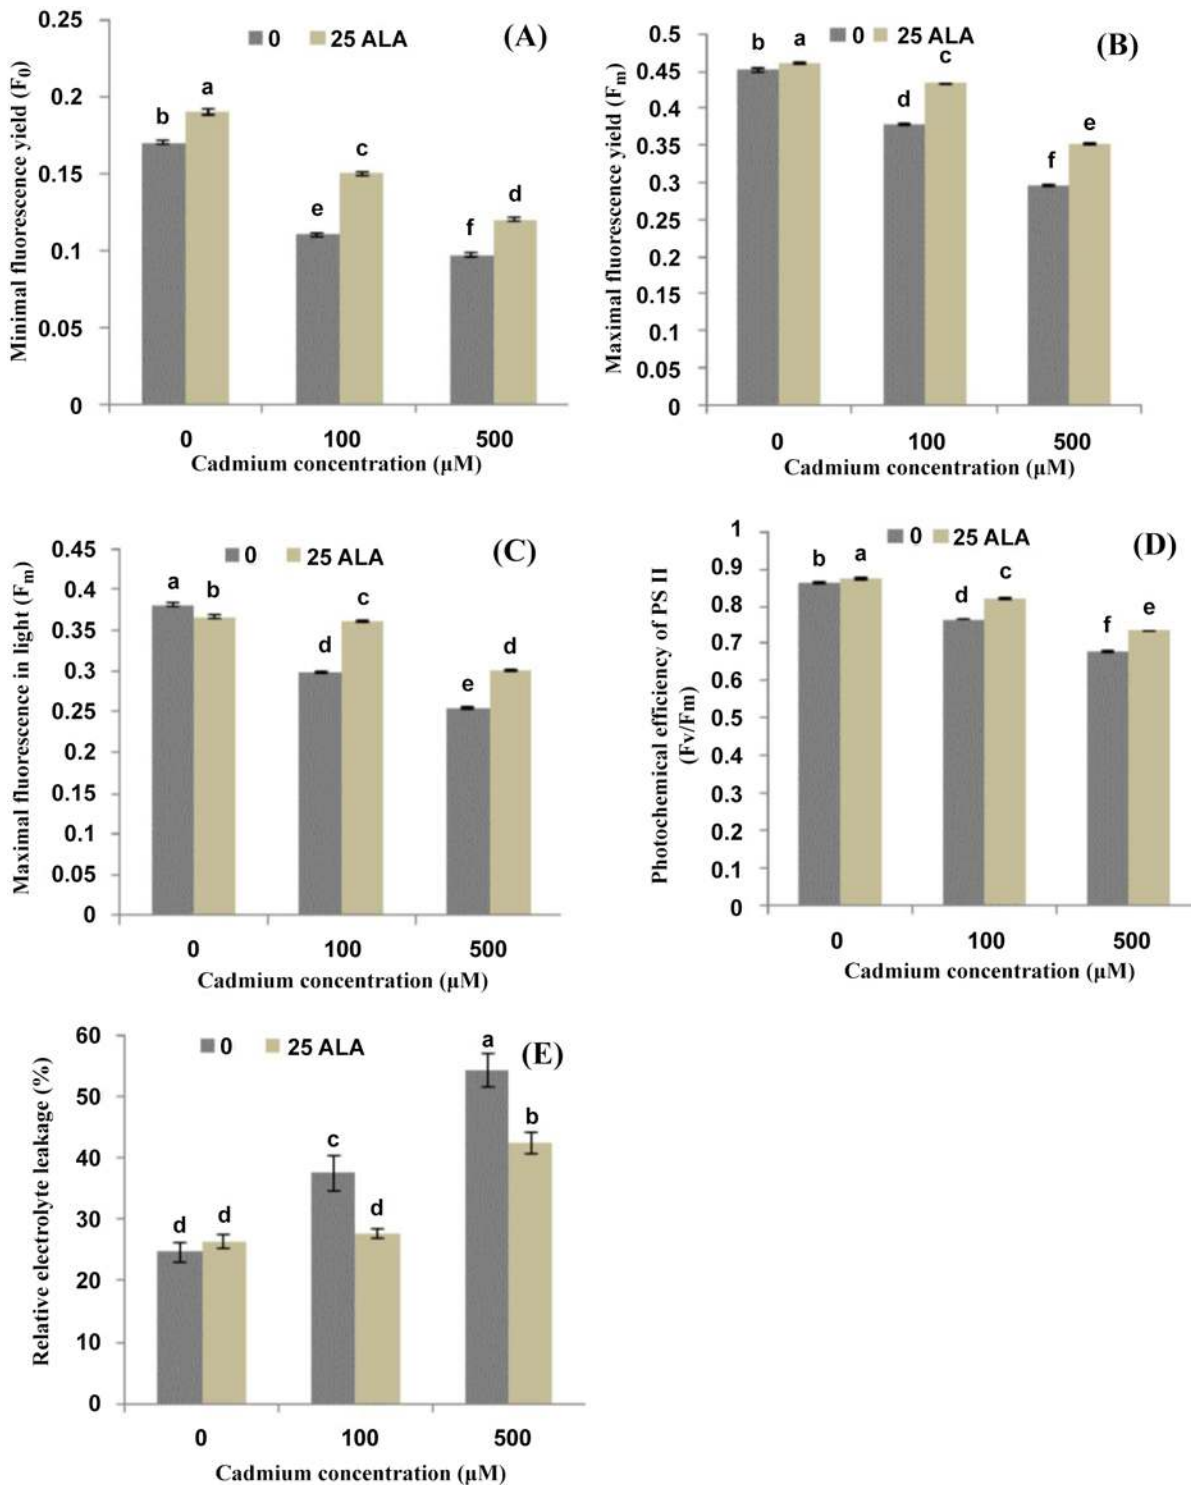 0 25 ALA (A)
Minimal fluorescence yield (F0)
0.25
0.2
0.15
0.1
0.05
0
b a
e c
f d
0 100 500
Cadmium concentration (µM)
0 25 ALA (B)
Maximal fluorescence yield (Fm)
0.5
0.45
0.4
0.35
0.3
0.25
0.2
0.15
0.1
0.05
0
b a
d c
f e
0 100 500
Cadmium concentration (µM)
0 25 ALA (C)
Maximal fluorescence in light (Fm)
0.45
0.4
0.35
0.3
0.25
0.2
0.15
0.1
0.05
0
a b
d c
e d
0 100 500
Cadmium concentration (µM)
0 25 ALA (D)
Photochemical efficiency of PS II
(Fv/Fm)
1
0.9
0.8
0.7
0.6
0.5
0.4
0.3
0.2
0.1
0
b a
d c
f e
0 100 500
Cadmium concentration (µM)
0 25 ALA (E)
Relative electrolyte leakage (%)
60
50
40
30
20
10
0
d d
c d
a b
0 100 500
Cadmium concentration (µM)